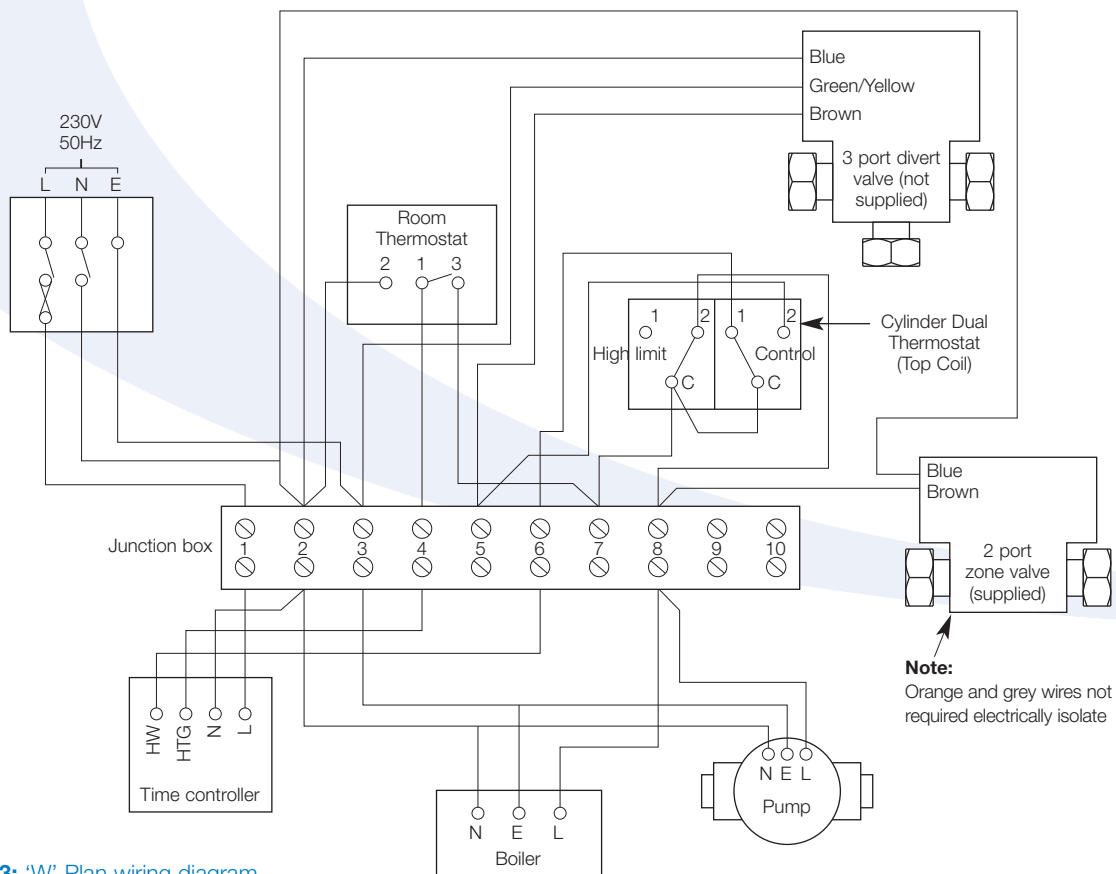 230V
50Hz
L N E
Room
Thermostat
2 1 3
Blue
Green/Yellow
Brown
3 port divert
valve (not
supplied)
1 2 1 2
High limit Control
C C
Cylinder Dual
Thermostat
(Top Coil)
Blue
Brown
2 port
zone valve
(supplied)
Note:
Orange and grey wires not
required electrically isolate
Junction box
1 2 3 4 5 6 7 8 9 10
HW HTG N L
Time controller
N E L
Boiler
N E L
Pump
3: ‘W’ Plan wiring diagram